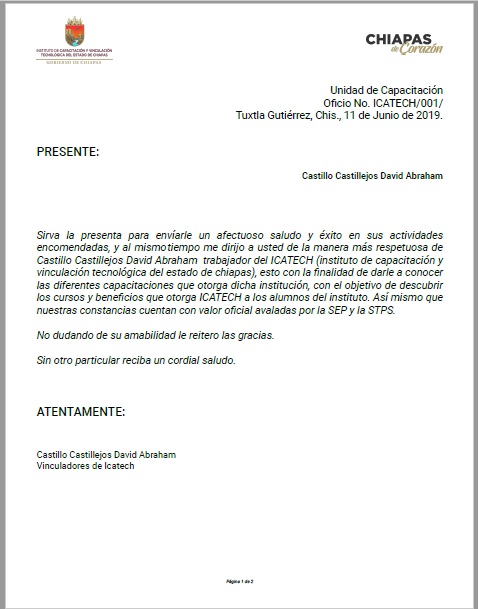 INSTITUTO DE CAPACITACIÓN Y VINCULACIÓN
TECNOLÓGICA DEL ESTADO DE CHIAPAS
GOBIERNO DE CHIAPAS
CHIAPAS
de Corazón
Unidad de Capacitación
Oficio No. ICATECH/001/
Tuxtla Gutiérrez, Chis., 11 de Junio de 2019.
PRESENTE:
Castillo Castillejos David Abraham
Sirva la presenta para envíarle un afectuoso saludo y éxito en sus actividades
encomendadas, y al mismotiempo me dirijo a usted de la manera más respetuosa de
Castillo Castillejos David Abraham trabajador del ICATECH (instituto de capacitación y
vinculación tecnológica del estado de chiapas), esto con la finalidad de darle a conocer
las diferentes capacitaciones que otorga dicha institución, con el objetivo de descubrir
los cursos y beneficios que otorga ICATECH a los alumnos del instituto. Así mismo que
nuestras constancias cuentan con valor oficial avaladas por la SEP y la STPS.
No dudando de su amabilidad le reitero las gracias.
Sin otro particular reciba un cordial saludo.
ATENTAMENTE:
Castillo Castillejos David Abraham
Vinculadores de Icatech
Página 1 de 2